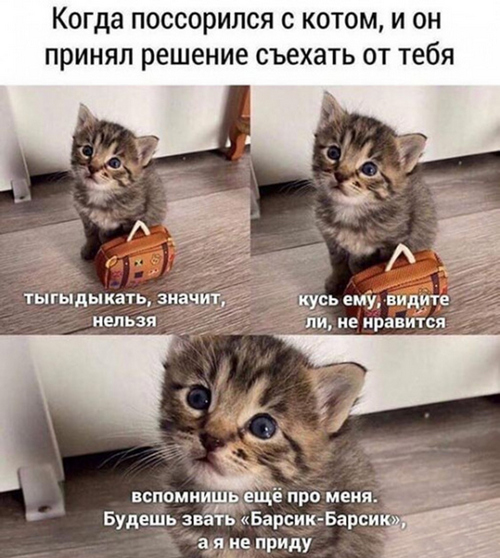 Когда поссорился с котом, и он
принял решение съехать от тебя
тыгыдыкать, значит,
нельзя
кусь ему, видите
ли, не нравится
вспомнишь ещё про меня.
Будешь звать «Барсик-Барсик»,
а я не приду